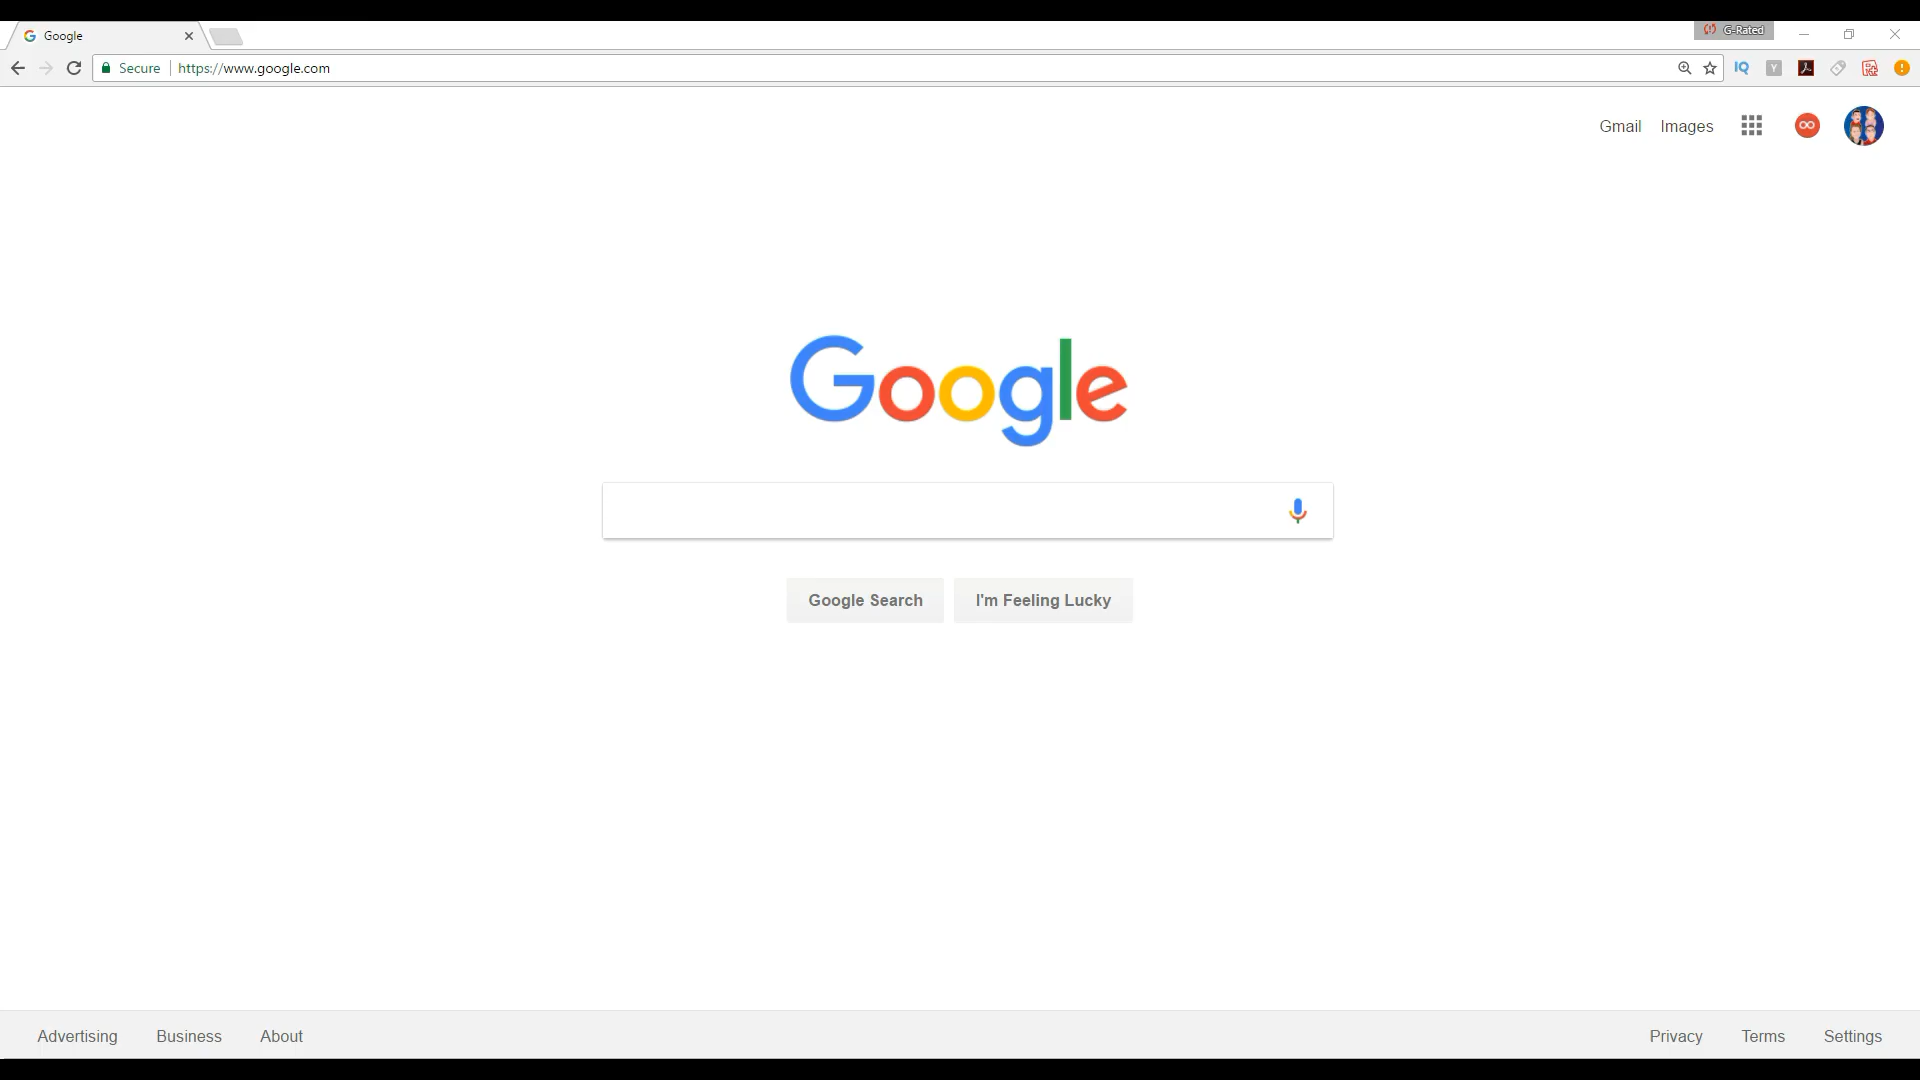 Google
G-Rated
Secure
https://www.google.com
IQ
Y
Gmail Images
Google
Google Search
I'm Feeling Lucky
Advertising Business About
Privacy Terms Settings